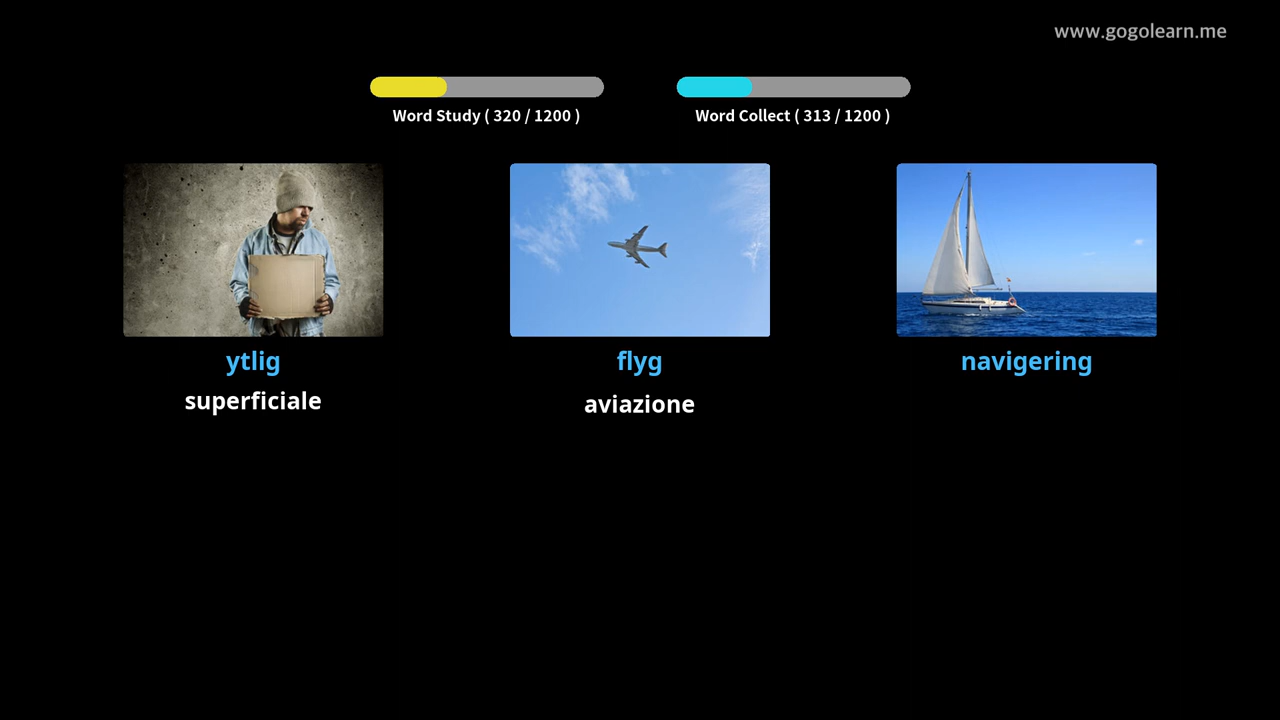 www.gogolearn.me
Word Study ( 320 / 1200 )
Word Collect ( 313 / 1200 )
ytlig
superficiale
flyg
aviazione
navigering